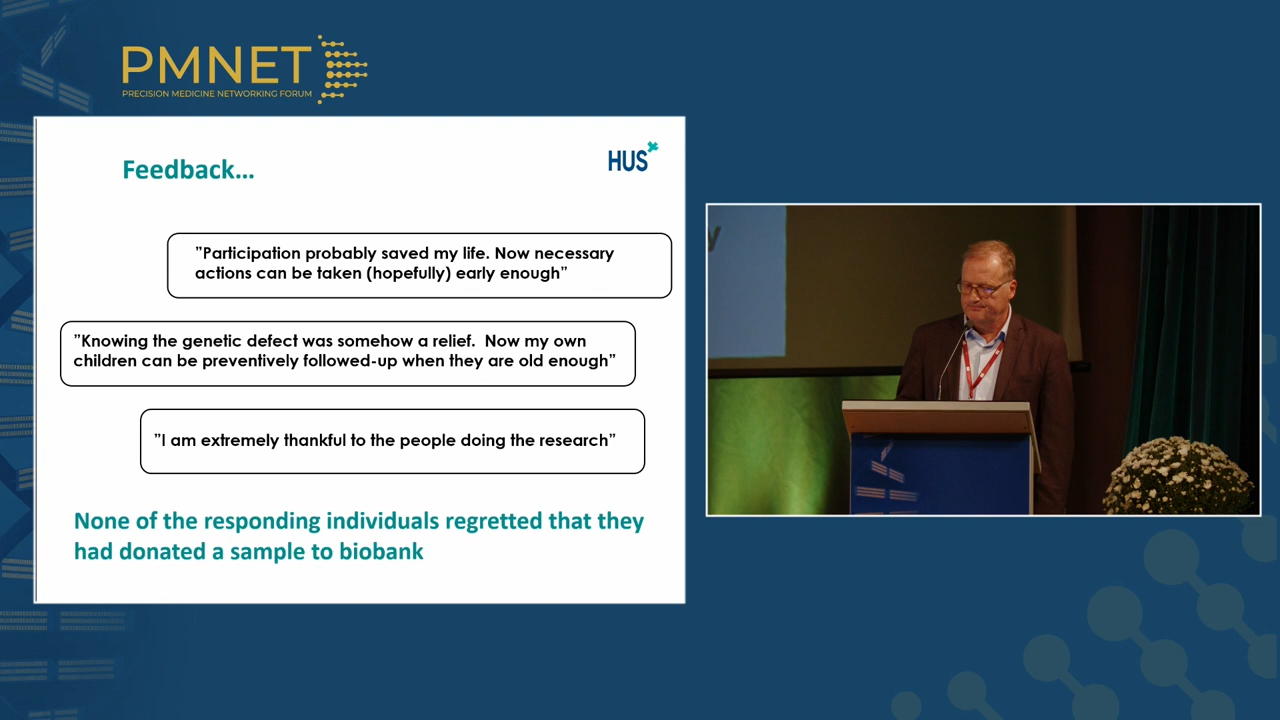 PMNET
PRECISION MEDICINE NETWORKING FORUM
Feedback...
HUS
”Participation probably saved my life. Now necessary
actions can be taken (hopefully) early enough”
”Knowing the genetic defect was somehow a relief.  Now my own
children can be preventively followed-up when they are old enough”
”I am extremely thankful to the people doing the research”
None of the responding individuals regretted that they
had donated a sample to biobank